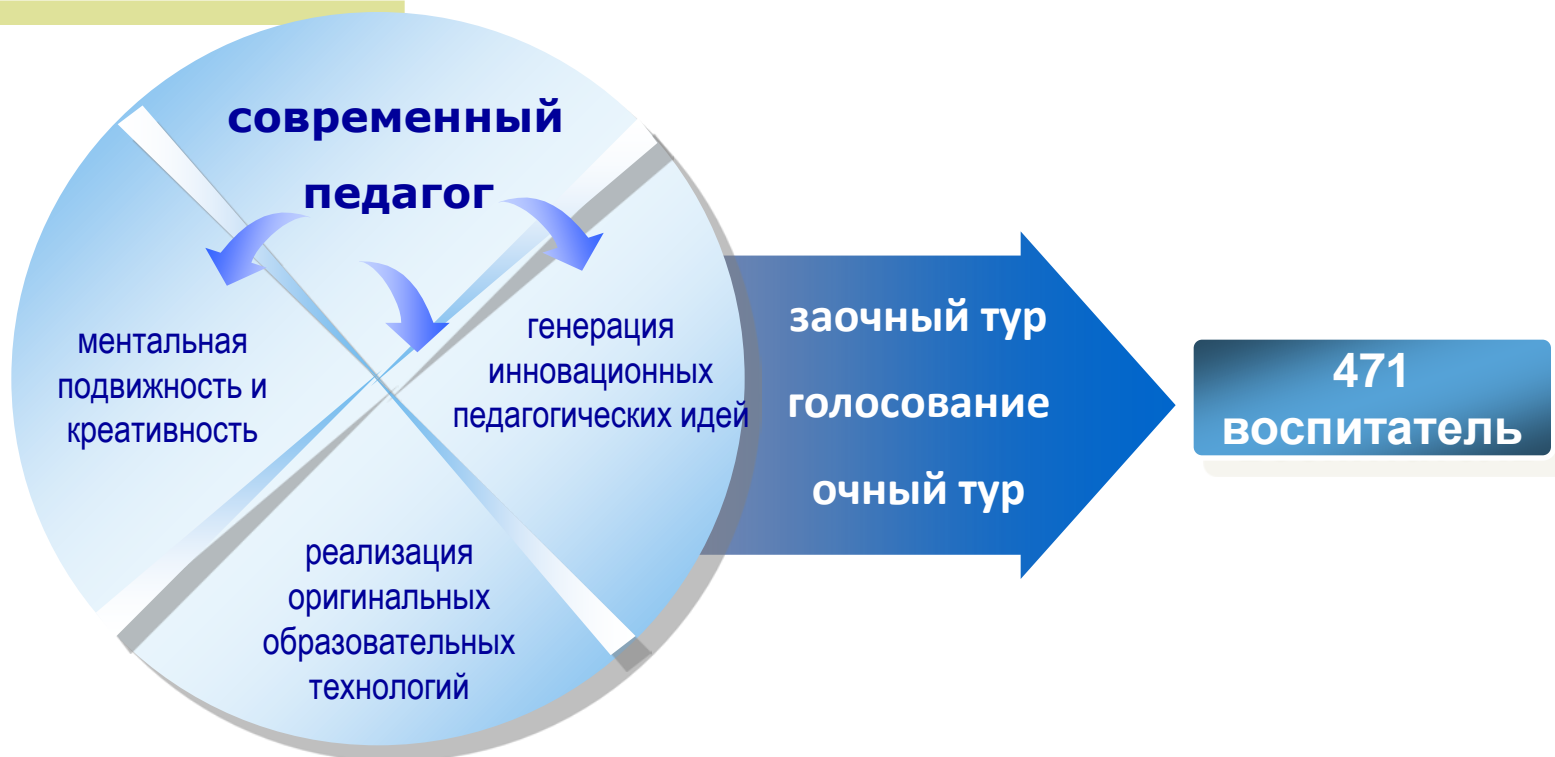 современный
педагог
ментальная
подвижность и
креативность
генерация
инновационных
педагогических идей
реализация
оригинальных
образовательных
технологий
заочный тур
голосование
очный тур
471
воспитатель